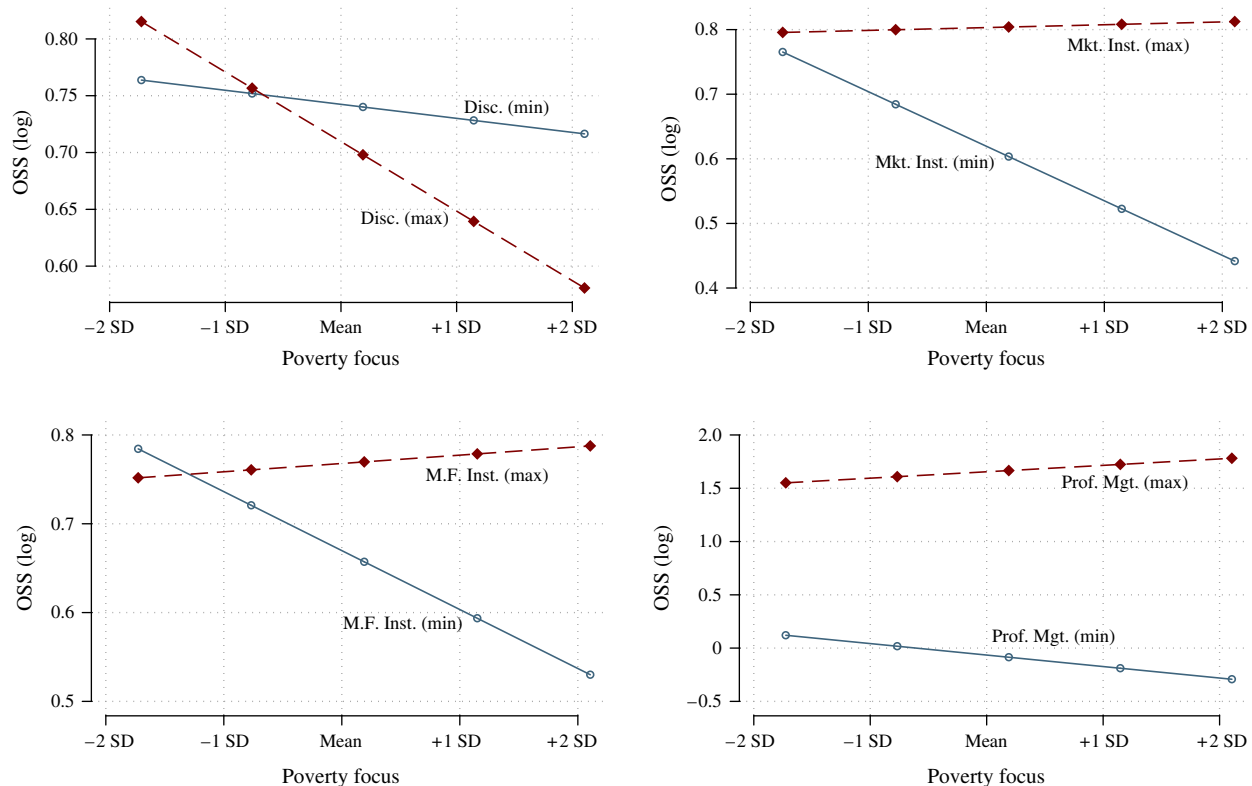 0.80
0.75
0.70
0.65
0.60
OSS (log)
Disc. (min)
Disc. (max)
−2 SD −1 SD Mean +1 SD +2 SD
Poverty focus
0.8
0.7
0.6
0.5
0.4
OSS (log)
Mkt. Inst. (max)
Mkt. Inst. (min)
−2 SD −1 SD Mean +1 SD +2 SD
Poverty focus
0.8
0.7
0.6
0.5
OSS (log)
M.F. Inst. (max)
M.F. Inst. (min)
−2 SD −1 SD Mean +1 SD +2 SD
Poverty focus
2.0
1.5
1.0
0.5
0
−0.5
OSS (log)
Prof. Mgt. (max)
Prof. Mgt. (min)
−2 SD −1 SD Mean +1 SD +2 SD
Poverty focus